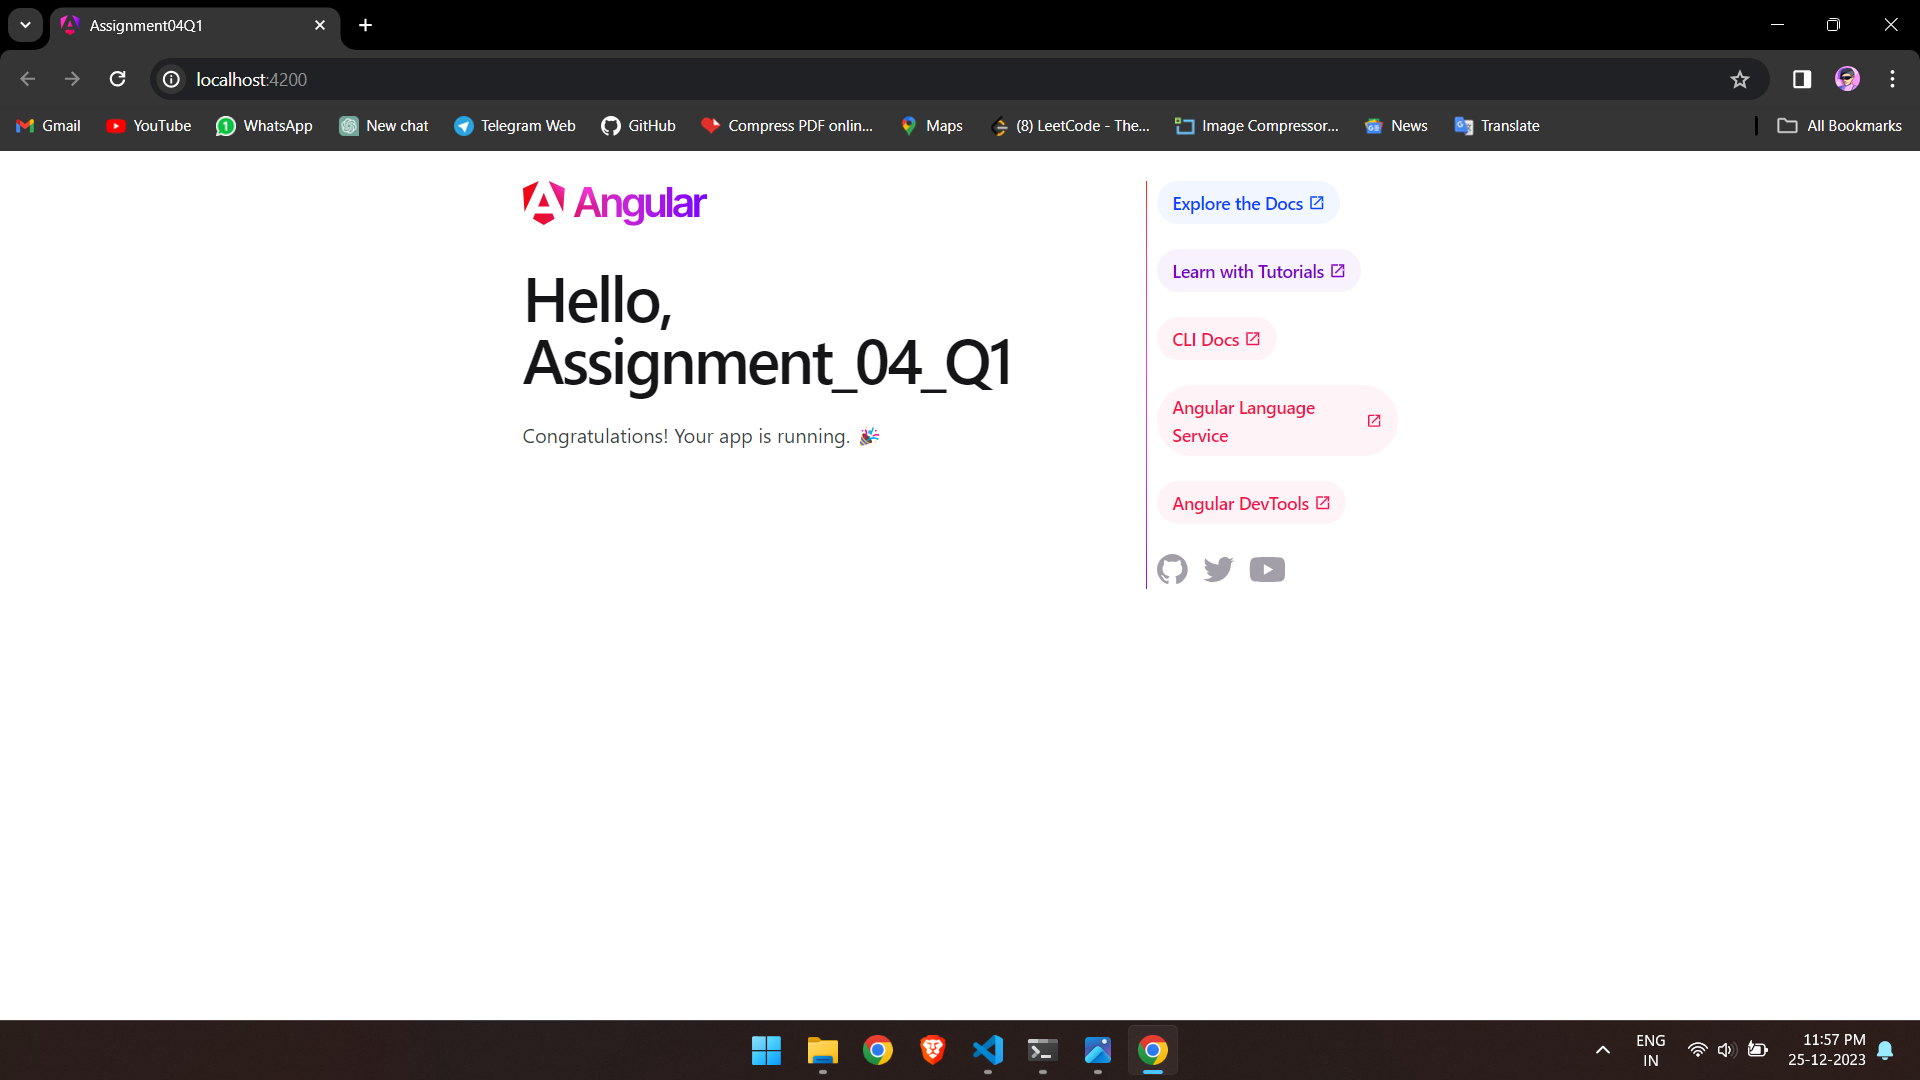 Assignment04Q1
localhost:4200
Gmail
YouTube
WhatsApp
New chat
Telegram Web
GitHub
Compress PDF onlin...
Maps
(8) LeetCode - The...
Image Compressor...
News
Translate
All Bookmarks
Angular
Hello,
Assignment_04_Q1
Congratulations! Your app is running. 🎉
Explore the Docs
Learn with Tutorials
CLI Docs
Angular Language
Service
Angular DevTools
ENG
IN
11:57 PM
25-12-2023